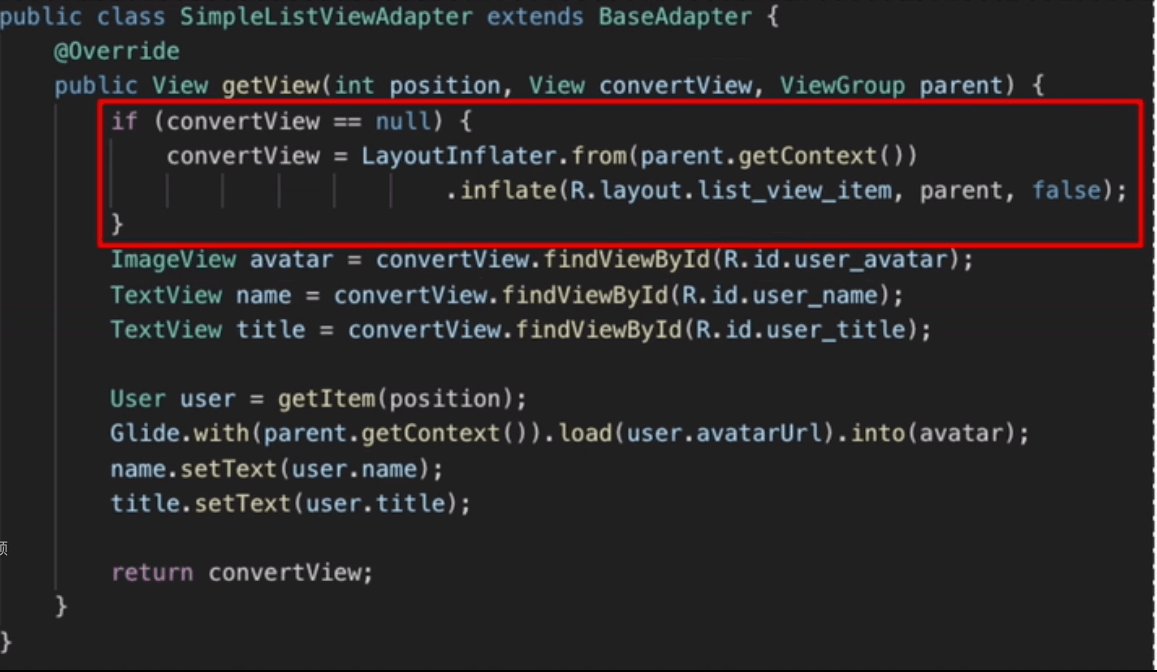 public class SimpleListViewAdapter extends BaseAdapter {
    @Override
    public View getView(int position, View convertView, ViewGroup parent) {
        if (convertView == null) {
            convertView = LayoutInflater.from(parent.getContext())
                                .inflate(R.layout.list_view_item, parent, false);
        }
        ImageView avatar = convertView.findViewById(R.id.user_avatar);
        TextView name = convertView.findViewById(R.id.user_name);
        TextView title = convertView.findViewById(R.id.user_title);

        User user = getItem(position);
        Glide.with(parent.getContext()).load(user.avatarUrl).into(avatar);
        name.setText(user.name);
        title.setText(user.title);

        return convertView;
    }
}